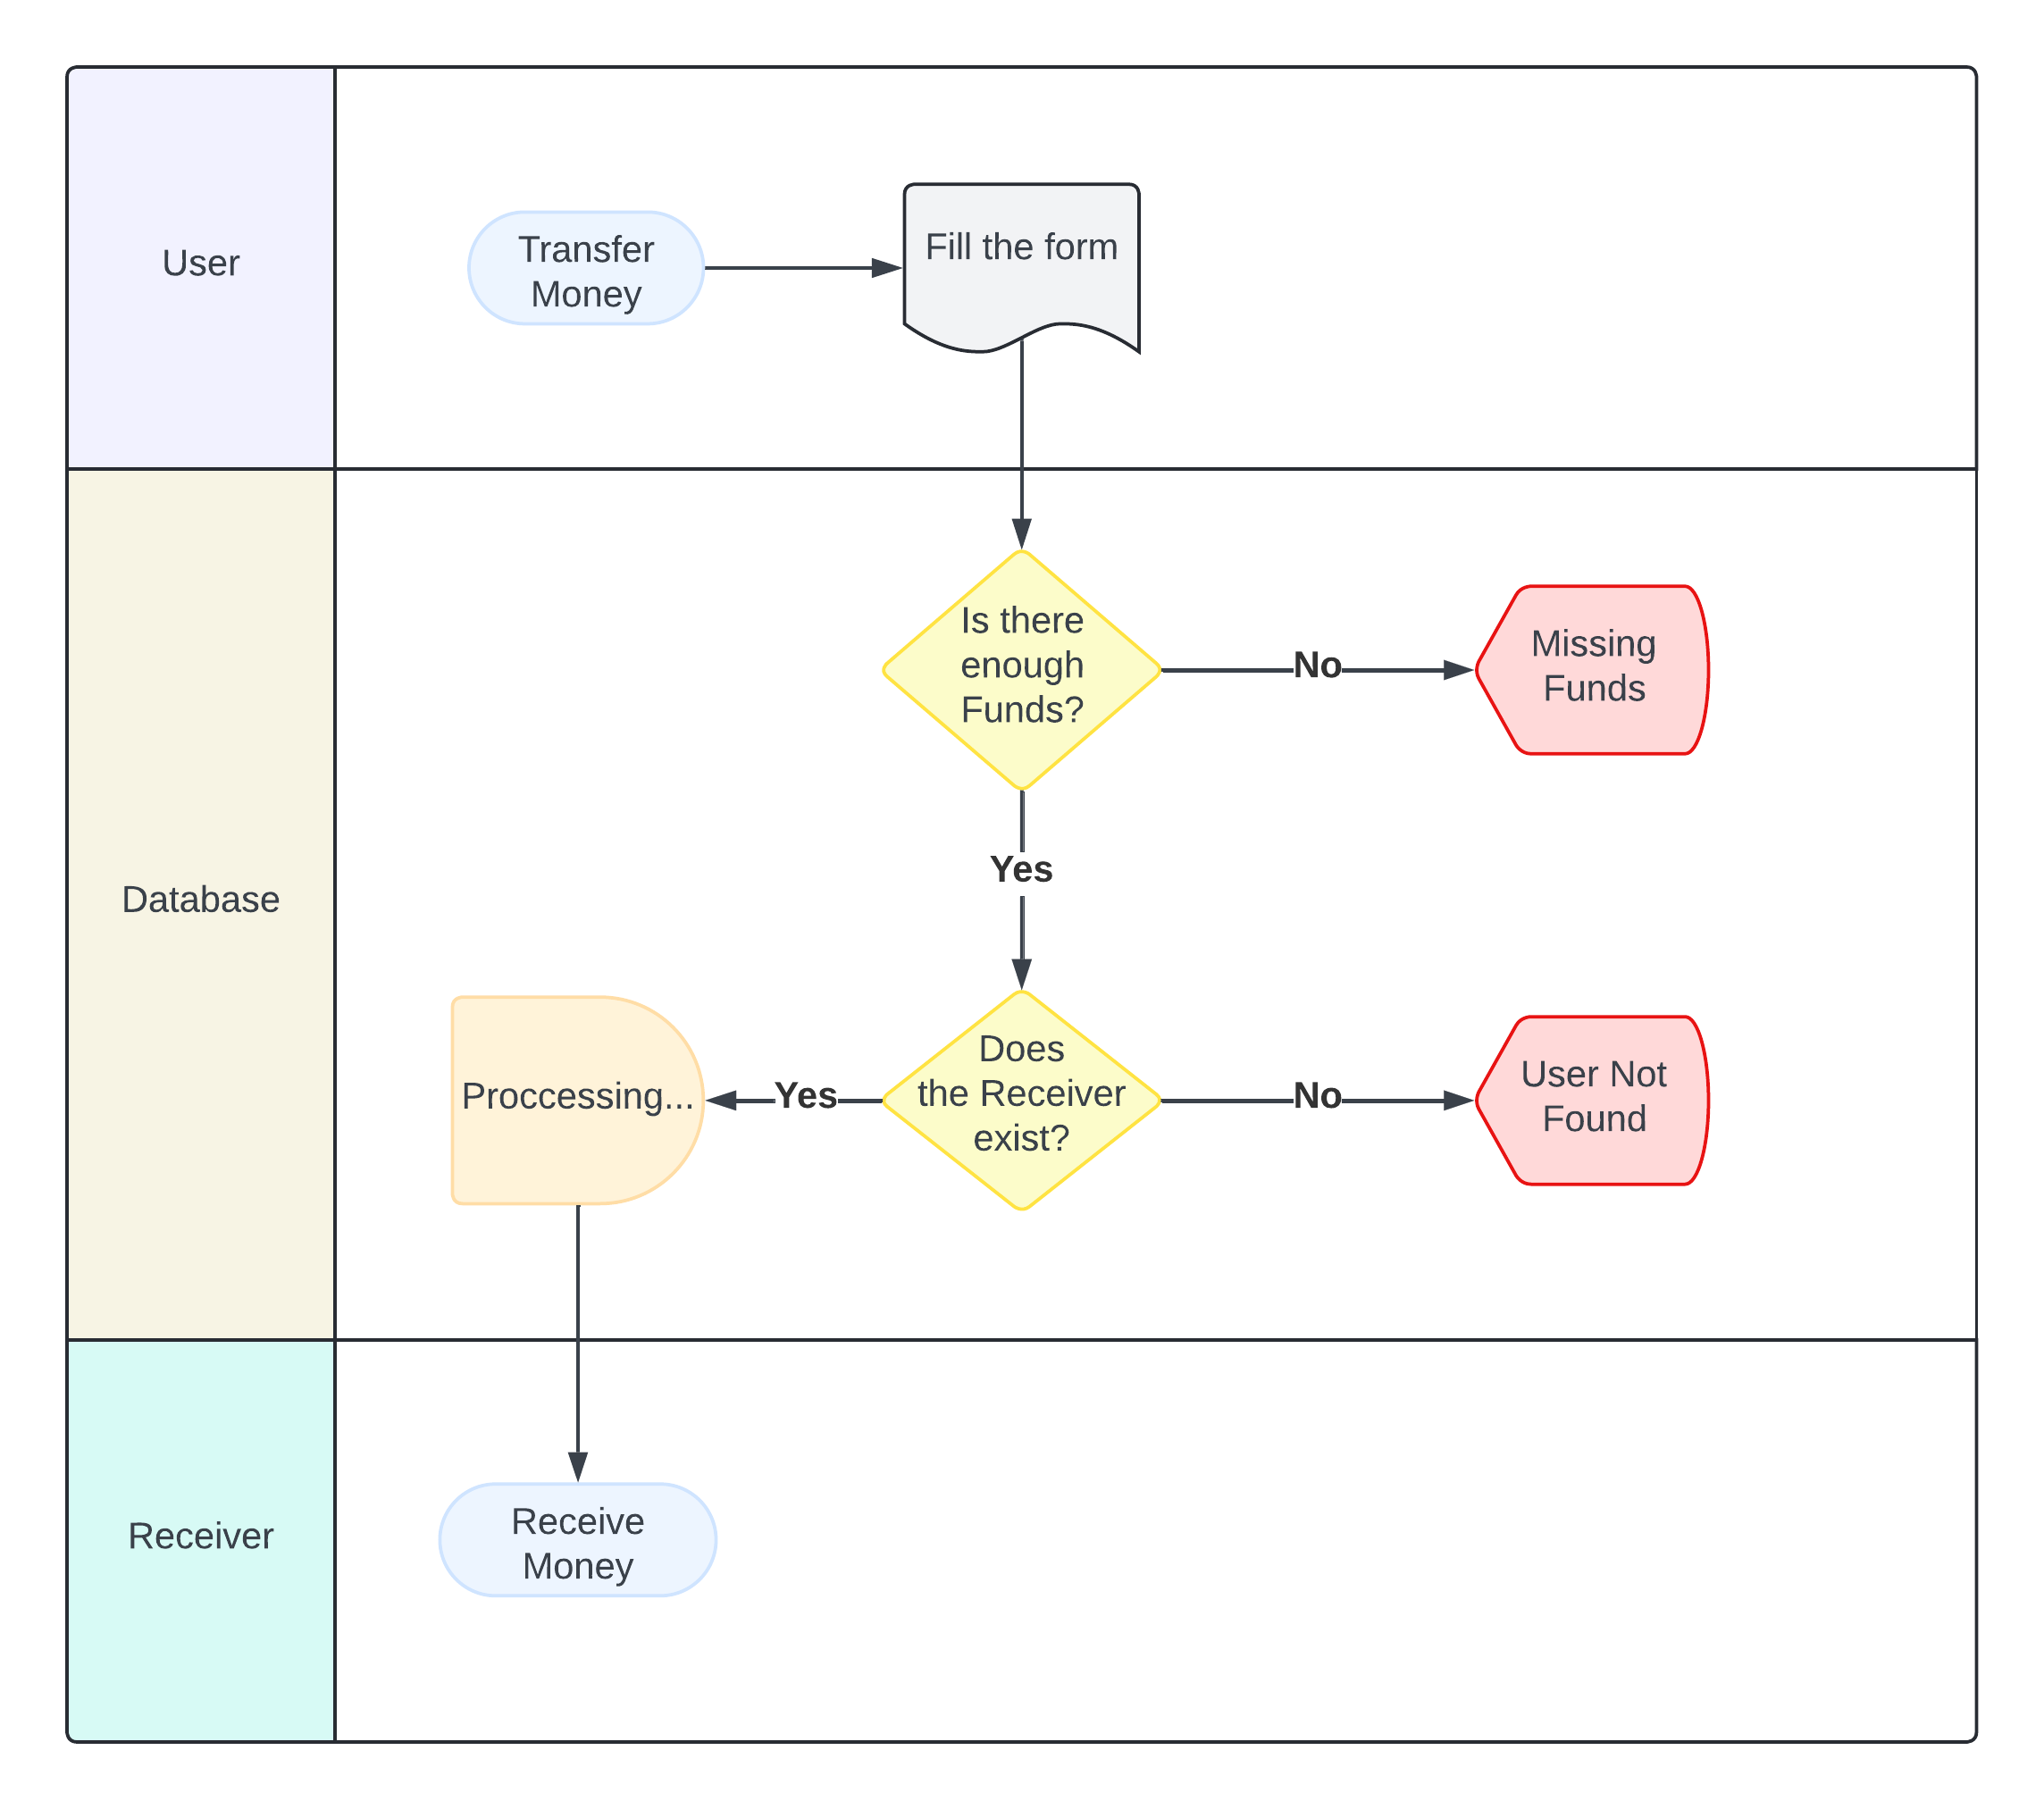 User
Transfer
Money
Fill the form
Database
Is there
enough
Funds?
No
Missing
Funds
Yes
Proccessing...
Yes
Does
the Receiver
exist?
No
User Not
Found
Receiver
Receive
Money